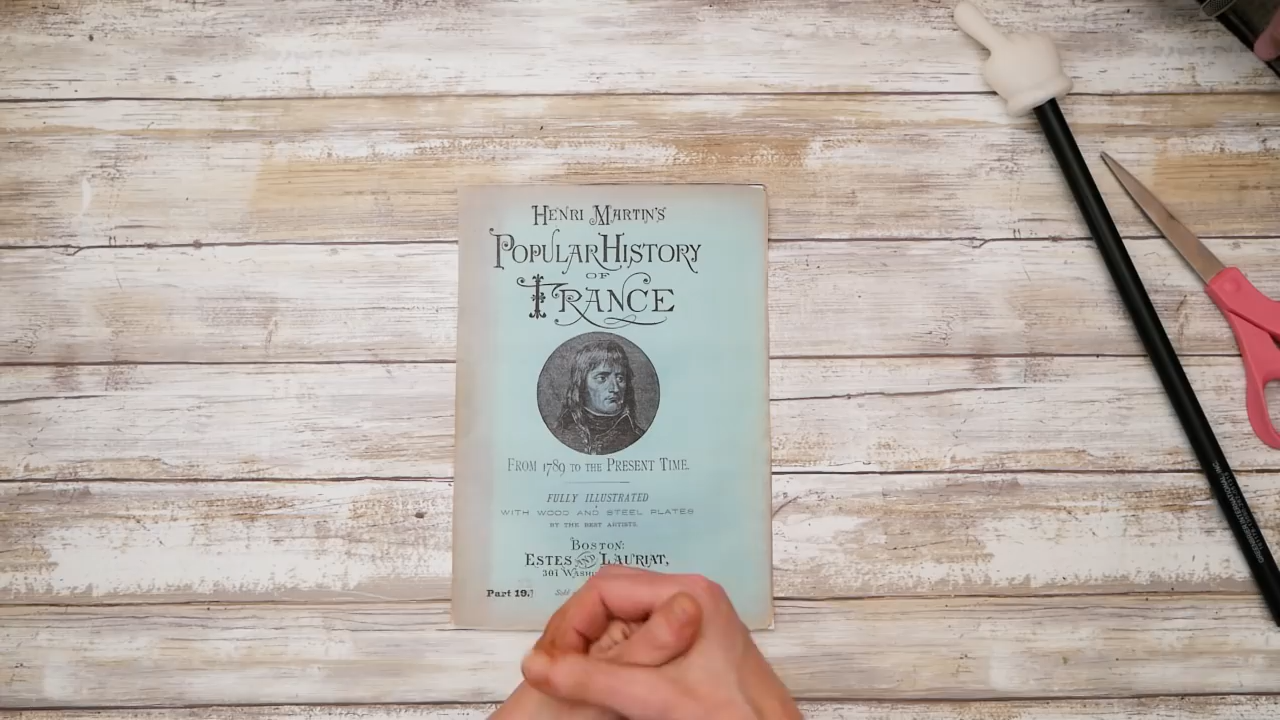 HENRI MARTIN'S
POPULAR HISTORY
OF
FRANCE
FROM 1789 TO THE PRESENT TIME.
FULLY ILLUSTRATED
WITH WOOD AND STEEL PLATES
BY THE BEST ARTISTS.
BOSTON:
ESTES AND LAURIAT,
301
Part 19.]
Sold